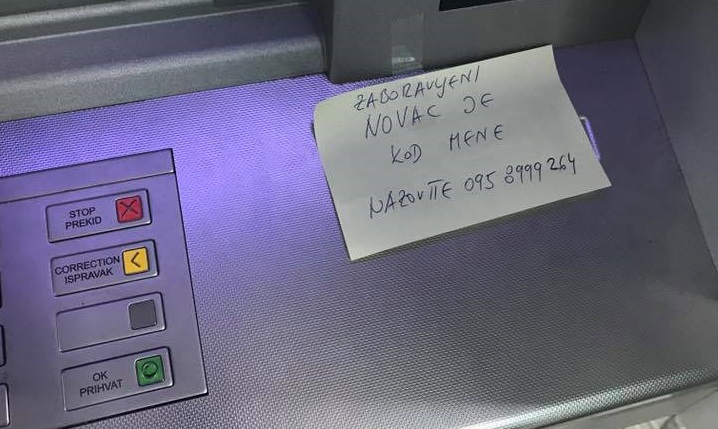 ZABORAVLJENI
NOVAC JE
KOD MENE
NAZOVITE 095 8999 264
STOP
PREKID
CORRECTION
ISPRAVAK
OK
PRIHVAT